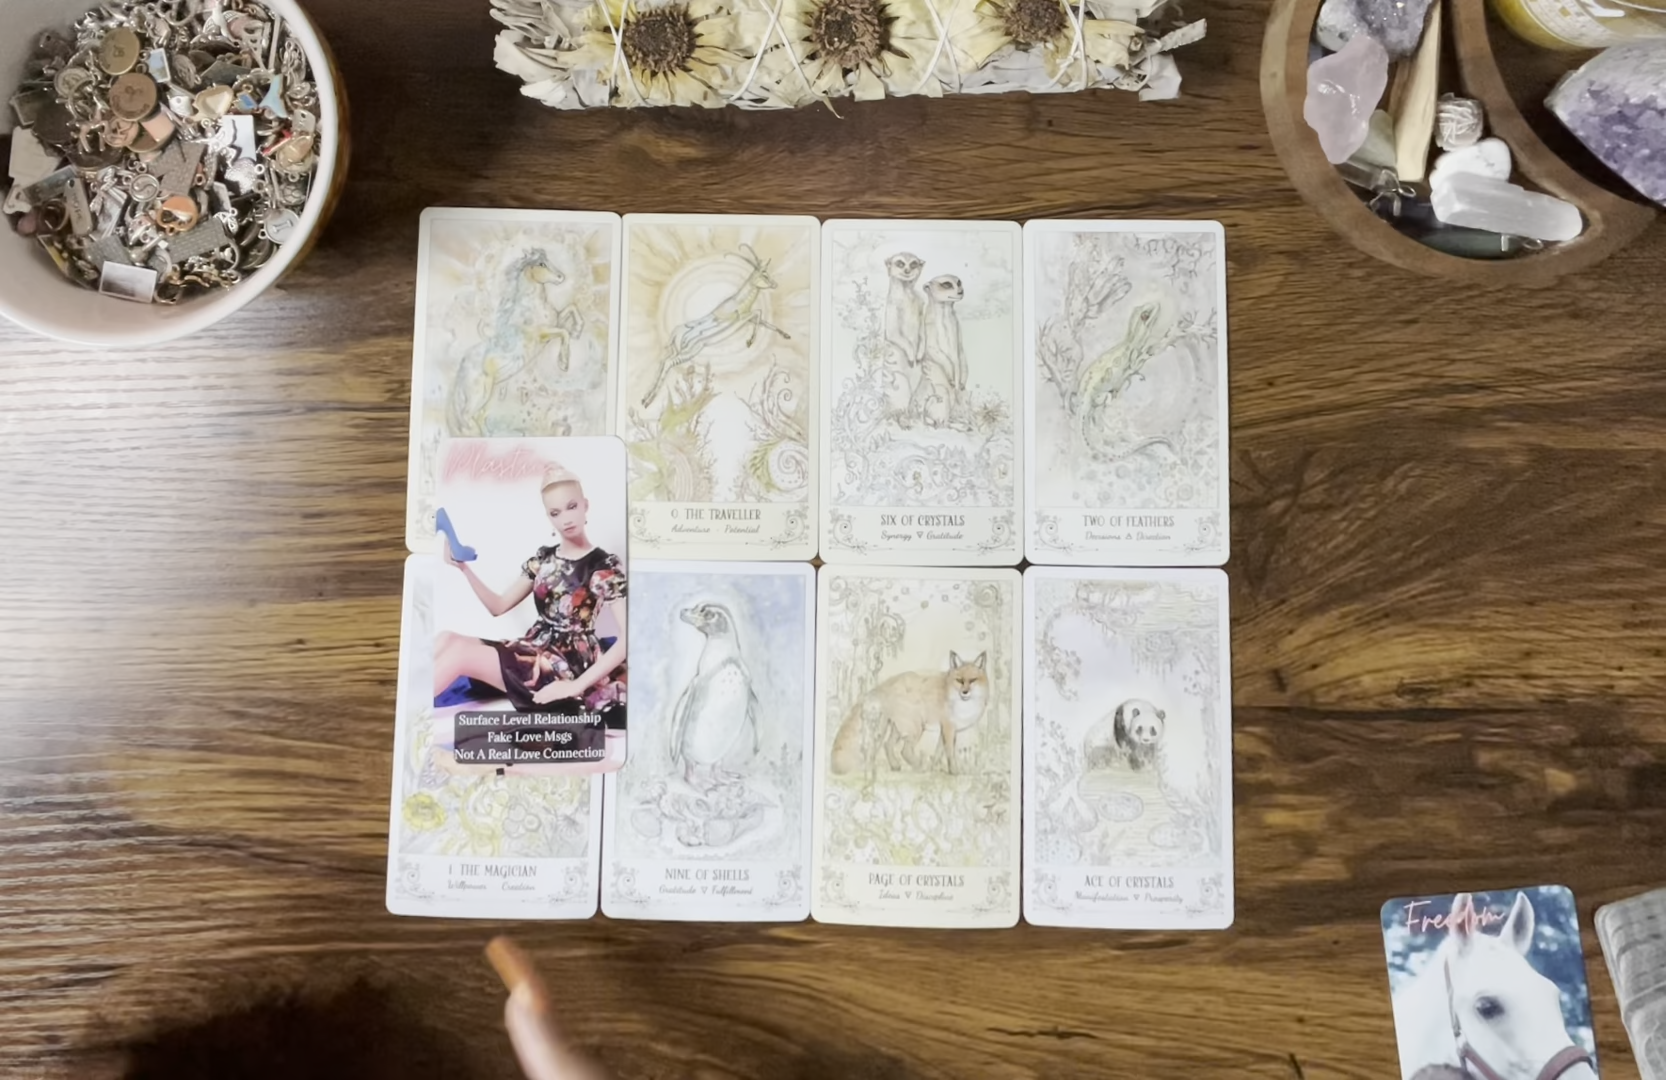 0. THE TRAVELLER
Adventure Potential
SIX OF CRYSTALS
Synergy ♡ Gratitude
TWO OF FEATHERS
Decisions & Direction
Plastic
Surface Level Relationship
Fake Love Msgs
Not A Real Love Connection
I THE MAGICIAN
Willpower Creation
NINE OF SHELLS
Gratitude ♡ Fulfillment
PAGE OF CRYSTALS
Ideas ♡ Discipline
ACE OF CRYSTALS
Manifestation ♡ Prosperity
Freedom